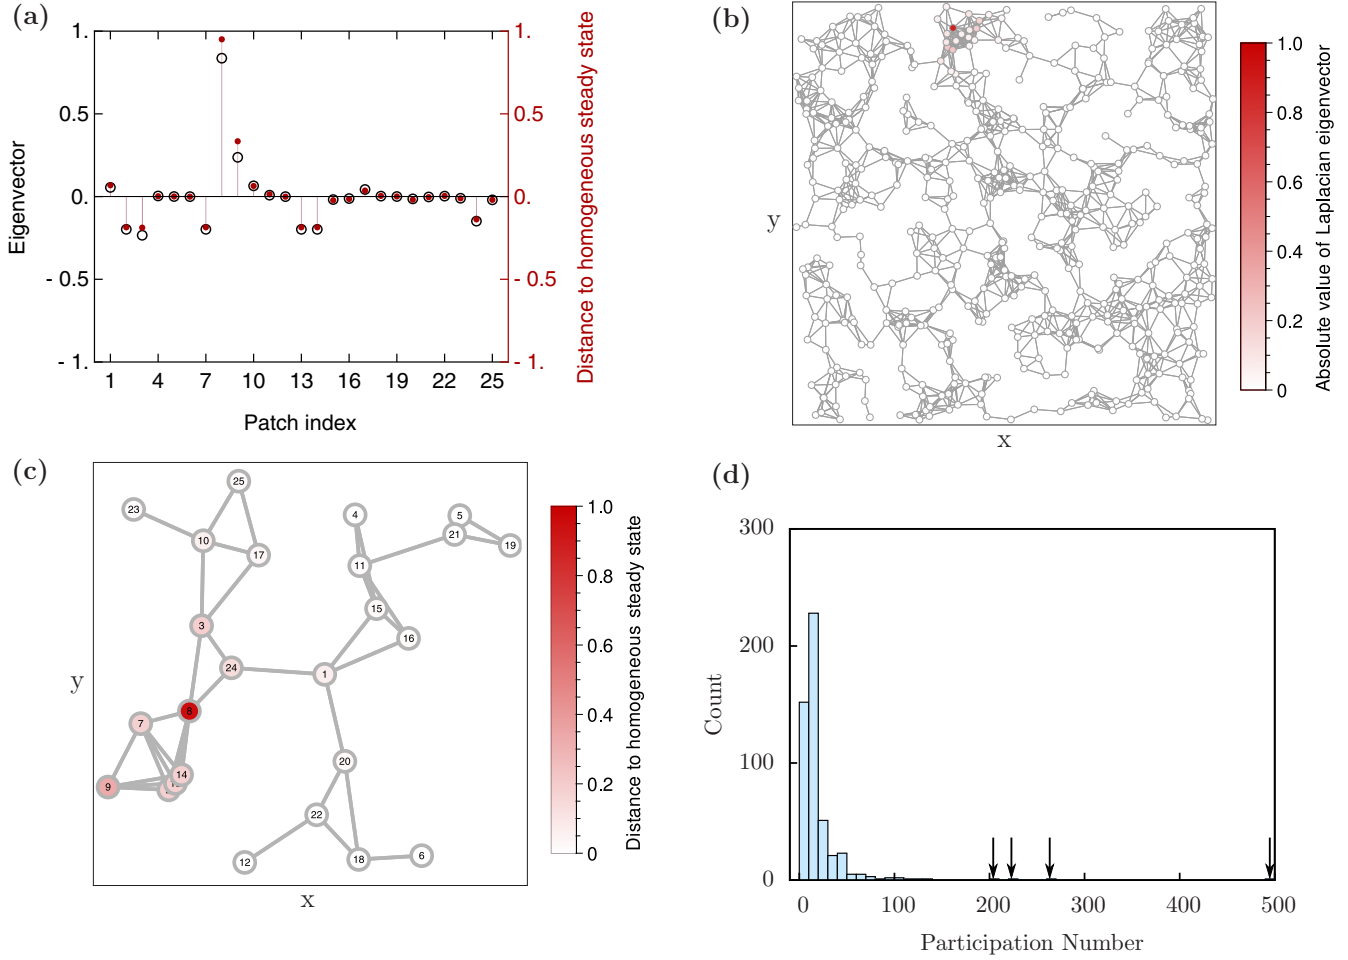 (a)
1.
0.5
0.
- 0.5
- 1.
Eigenvector
1.
0.5
0.
- 0.5
- 1.
Distance to homogeneous steady state
1 4 7 10 13 16 19 22 25
Patch index
(b)
y
x
1.0
0.8
0.6
0.4
0.2
0
Absolute value of Laplacian eigenvector
(c)
25
23
4
5
21
19
10
17
11
15
16
3
24
1
8
7
14
9
20
22
12
18
6
y
x
1.0
0.8
0.6
0.4
0.2
0
Distance to homogeneous steady state
(d)
300
200
100
0
Count
0 100 200 300 400 500
Participation Number